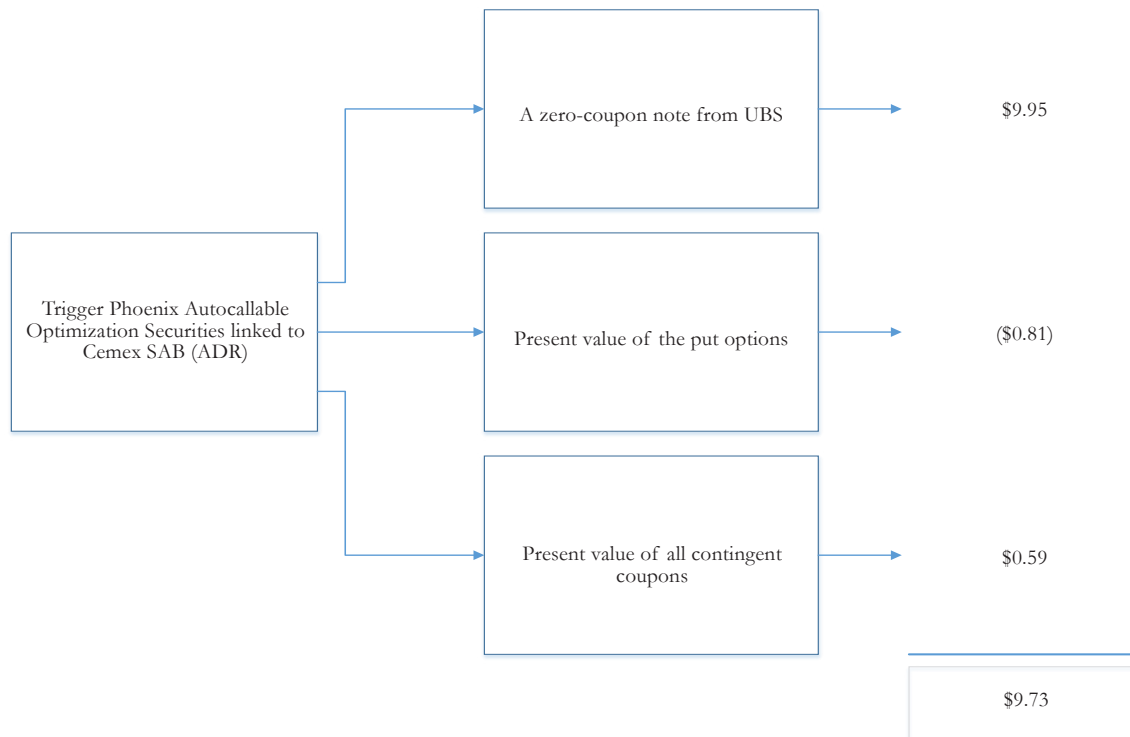 A zero-coupon note from UBS
$9.95
Trigger Phoenix Autocallable
Optimization Securities linked to
Cemex SAB (ADR)
Present value of the put options
($0.81)
Present value of all contingent
coupons
$0.59
$9.73